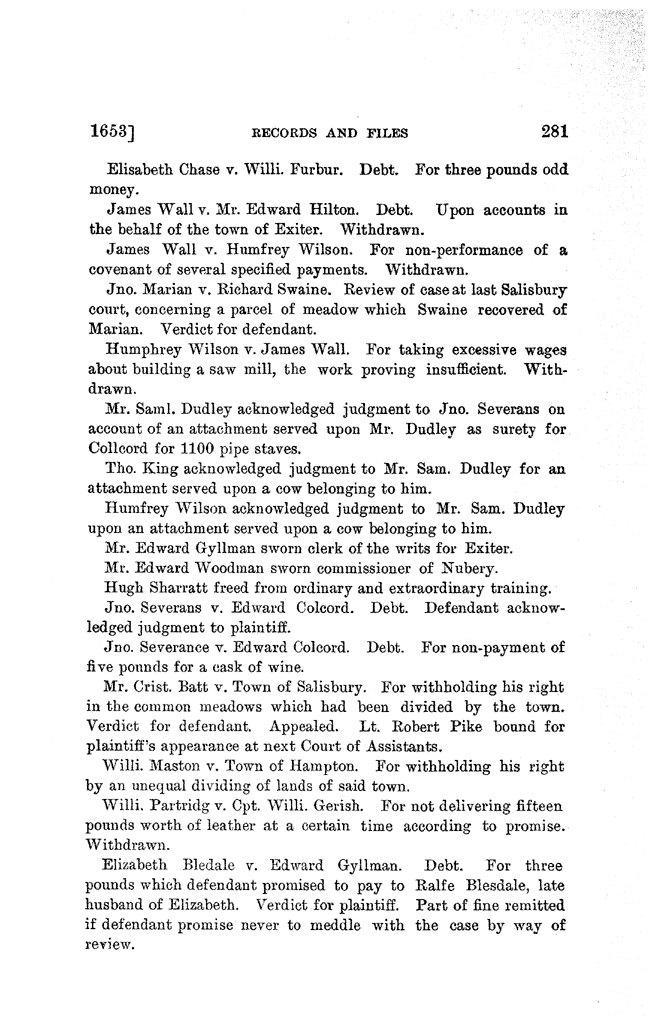 1653] RECORDS AND FILES 281
Elisabeth Chase v. Willi. Furbur. Debt. For three pounds odd
money.
James Wall v. Mr. Edward Hilton. Debt. Upon accounts in
the behalf of the town of Exiter. Withdrawn.
James Wall v. Humfrey Wilson. For non-performance of a
covenant of several specified payments. Withdrawn.
Jno. Marian v. Richard Swaine. Review of case at last Salisbury
court, concerning a parcel of meadow which Swaine recovered of
Marian. Verdict for defendant.
Humphrey Wilson v. James Wall. For taking excessive wages
about building a saw mill, the work proving insufficient. With-
drawn.
Mr. Saml. Dudley acknowledged judgment to Jno. Severans on
account of an attachment served upon Mr. Dudley as surety for
Collcord for 1100 pipe staves.
Tho. King acknowledged judgment to Mr. Sam. Dudley for an
attachment served upon a cow belonging to him.
Humfrey Wilson acknowledged judgment to Mr. Sam. Dudley
upon an attachment served upon a cow belonging to him.
Mr. Edward Gyllman sworn clerk of the writs for Exiter.
Mr. Edward Woodman sworn commissioner of Nubery.
Hugh Sharratt freed from ordinary and extraordinary training.
Jno. Severans v. Edward Colcord. Debt. Defendant acknow-
ledged judgment to plaintiff.
Jno. Severance v. Edward Colcord. Debt. For non-payment of
five pounds for a cask of wine.
Mr. Crist. Batt v. Town of Salisbury. For withholding his right
in the common meadows which had been divided by the town.
Verdict for defendant. Appealed. Lt. Robert Pike bound for
plaintiff's appearance at next Court of Assistants.
Willi. Maston v. Town of Hampton. For withholding his right
by an unequal dividing of lands of said town.
Willi. Partridg v. Cpt. Willi. Gerish. For not delivering fifteen
pounds worth of leather at a certain time according to promise.
Withdrawn.
Elizabeth Bledale v. Edward Gyllman. Debt. For three
pounds which defendant promised to pay to Ralfe Blesdale, late
husband of Elizabeth. Verdict for plaintiff. Part of fine remitted
if defendant promise never to meddle with the case by way of
review.